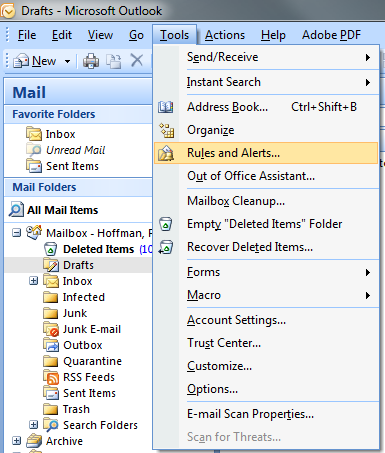 Drafts - Microsoft Outlook
File Edit View Go Tools Actions Help Adobe PDF
New
Mail
Favorite Folders
Inbox
Unread Mail
Sent Items
Mail Folders
All Mail Items
Mailbox - Hoffman,
Deleted Items (10
Drafts
Inbox
Infected
Junk
Junk E-mail
Outbox
Quarantine
RSS Feeds
Sent Items
Trash
Search Folders
Archive
Send/Receive
Instant Search
Address Book... Ctrl+Shift+B
Organize
Rules and Alerts...
Out of Office Assistant...
Mailbox Cleanup...
Empty "Deleted Items" Folder
Recover Deleted Items...
Forms
Macro
Account Settings...
Trust Center...
Customize...
Options...
E-mail Scan Properties...
Scan for Threats...